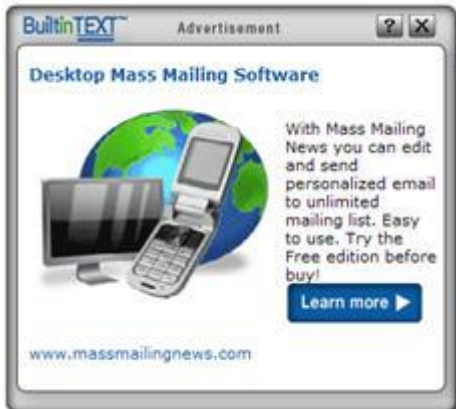 BuiltinTEXT™ Advertisement ? X
Desktop Mass Mailing Software
With Mass Mailing
News you can edit
and send
personalized email
to unlimited
mailing list. Easy
to use. Try the
Free edition before
buy!
Learn more
www.massmailingnews.com